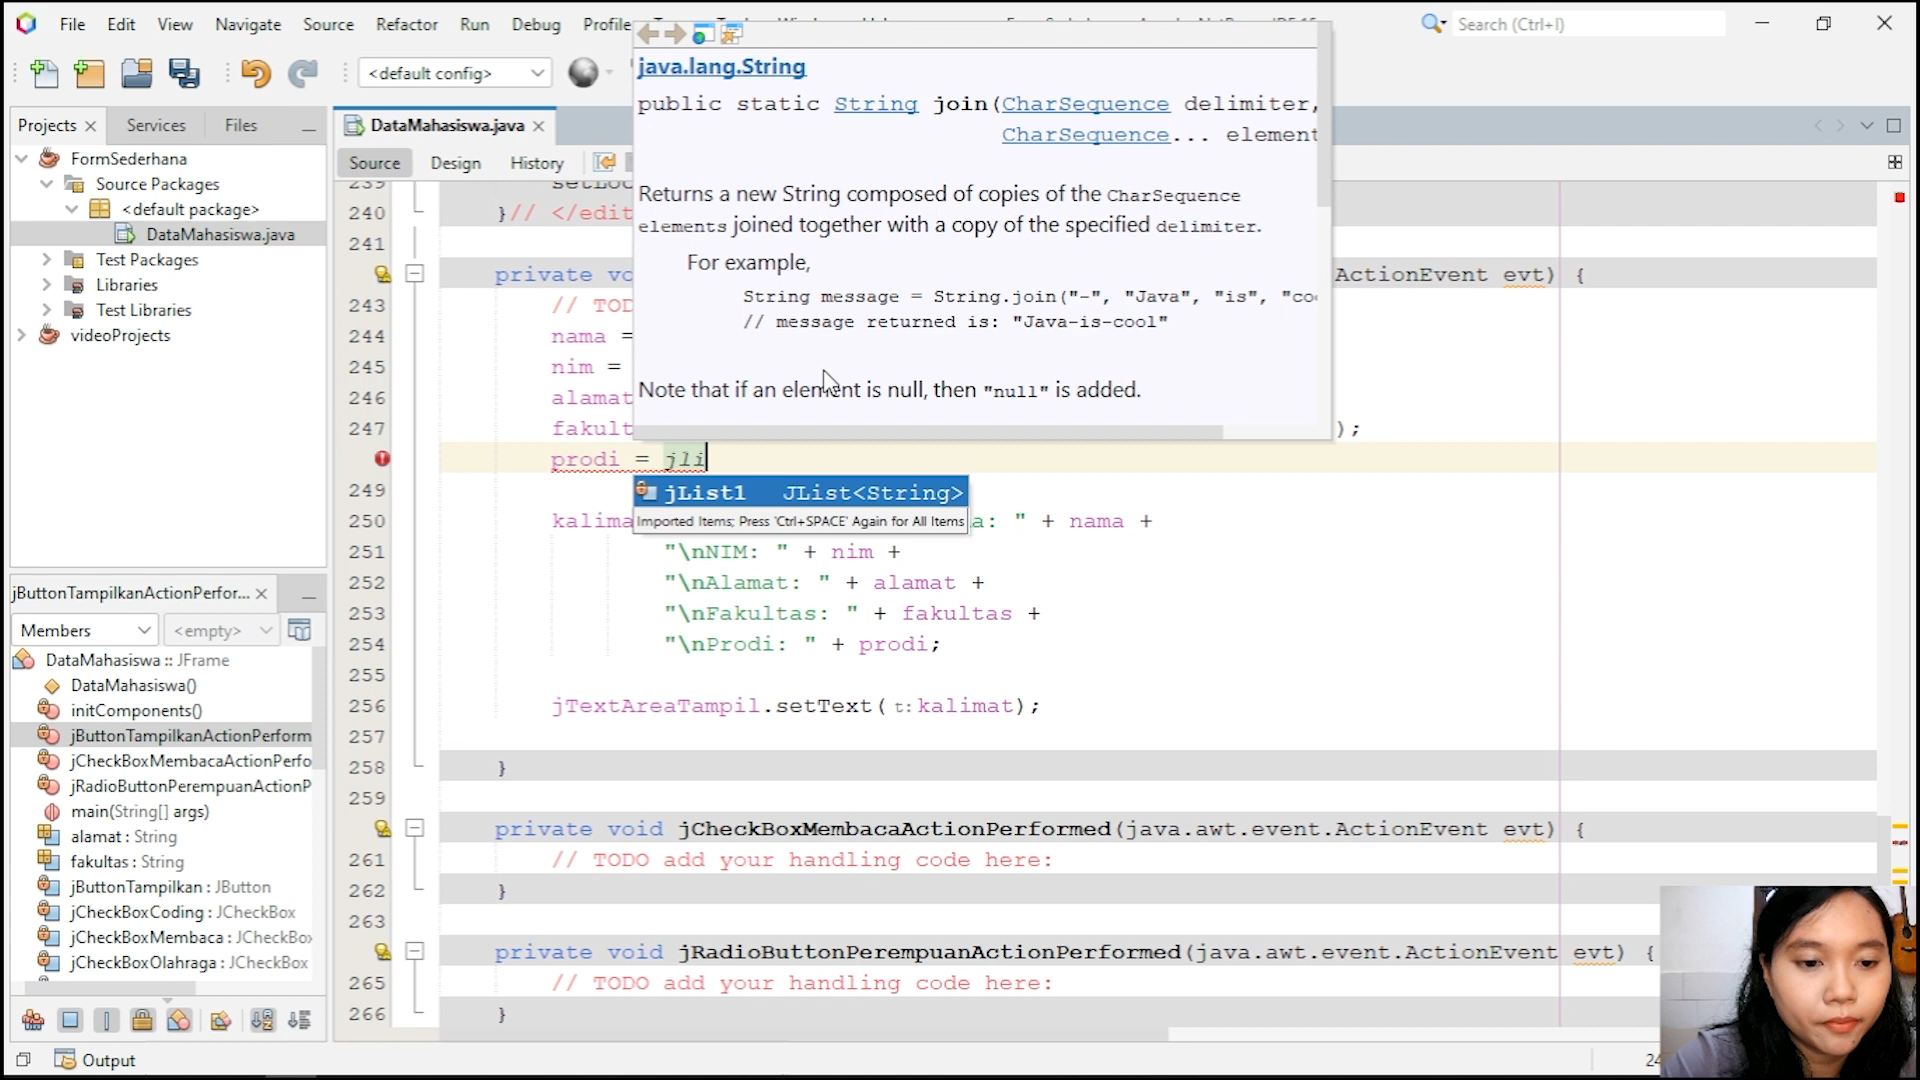 File Edit View Navigate Source Refactor Run Debug Profile
Search (Ctrl+I)
<default config>
Projects Services Files
DataMahasiswa.java
Source Design History
FormSederhana
Source Packages
<default package>
DataMahasiswa.java
Test Packages
Libraries
Test Libraries
videoProjects
java.lang.String
public static String join(CharSequence delimiter,
CharSequence... element
Returns a new String composed of copies of the CharSequence
elements joined together with a copy of the specified delimiter.
For example,
String message = String.join("-", "Java", "is", "co
// message returned is: "Java-is-cool"
Note that if an element is null, then "null" is added.
239
240 }// </edit
241
private vo ActionEvent evt) {
243 // TOD
244 nama =
245 nim =
246 alamat
247 fakult );
prodi = jli
jList1 JList<String>
Imported Items; Press 'Ctrl+SPACE' Again for All Items
249
250 kalima a: " + nama +
251 "\nNIM: " + nim +
252 "\nAlamat: " + alamat +
253 "\nFakultas: " + fakultas +
254 "\nProdi: " + prodi;
255
256 jTextAreaTampil.setText( t:kalimat);
257
258 }
259
private void jCheckBoxMembacaActionPerformed(java.awt.event.ActionEvent evt) {
261 // TODO add your handling code here:
262 }
263
private void jRadioButtonPerempuanActionPerformed(java.awt.event.ActionEvent evt) {
265 // TODO add your handling code here:
266 }
jButtonTampilkanActionPerfor...
Members <empty>
DataMahasiswa :: JFrame
DataMahasiswa()
initComponents()
jButtonTampilkanActionPerform
jCheckBoxMembacaActionPerfo
jRadioButtonPerempuanActionP
main(String[] args)
alamat : String
fakultas : String
jButtonTampilkan : JButton
jCheckBoxCoding : JCheckBox
jCheckBoxMembaca : JCheckBox
jCheckBoxOlahraga : JCheckBox
Output